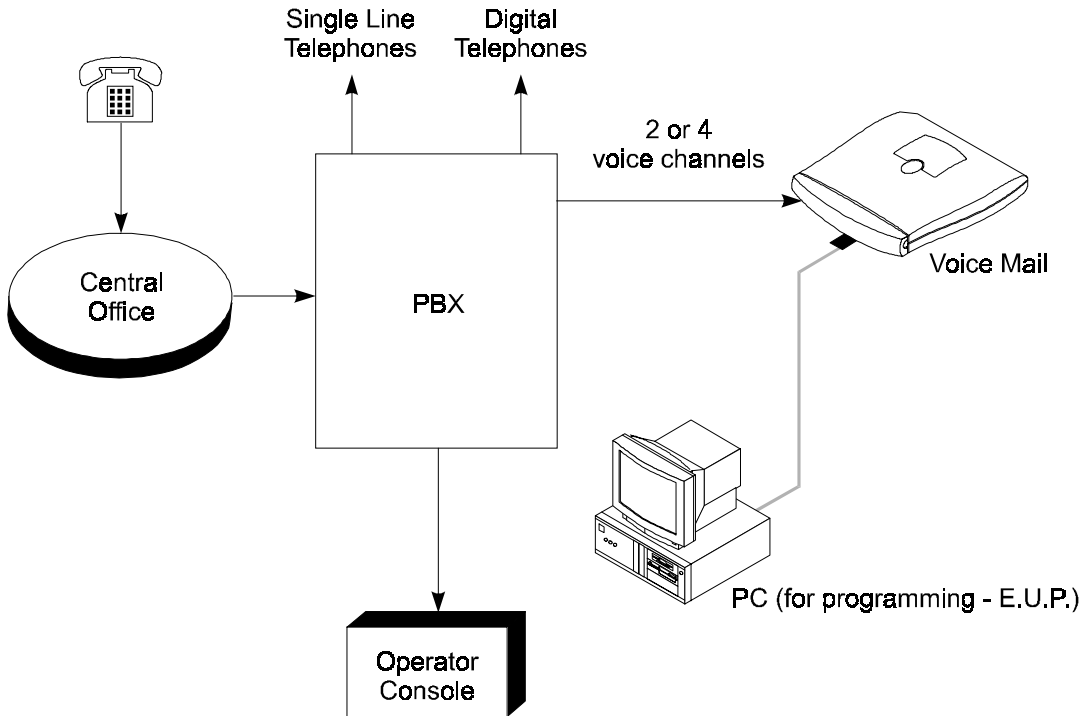 Single Line
Telephones
Digital
Telephones
2 or 4
voice channels
Central
Office
PBX
Voice Mail
PC (for programming - E.U.P.)
Operator
Console